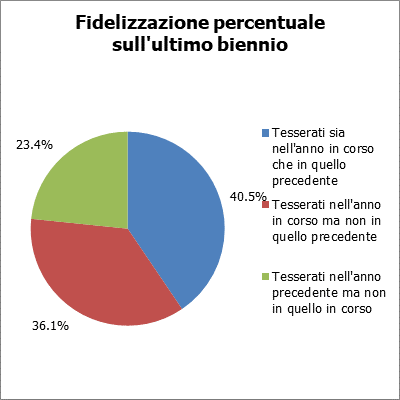 Fidelizzazione percentuale
sull'ultimo biennio
23.4%
40.5%
36.1%
Tesserati sia
nell'anno in corso
che in quello
precedente
Tesserati nell'anno
in corso ma non in
quello precedente
Tesserati nell'anno
precedente ma non
in quello in corso